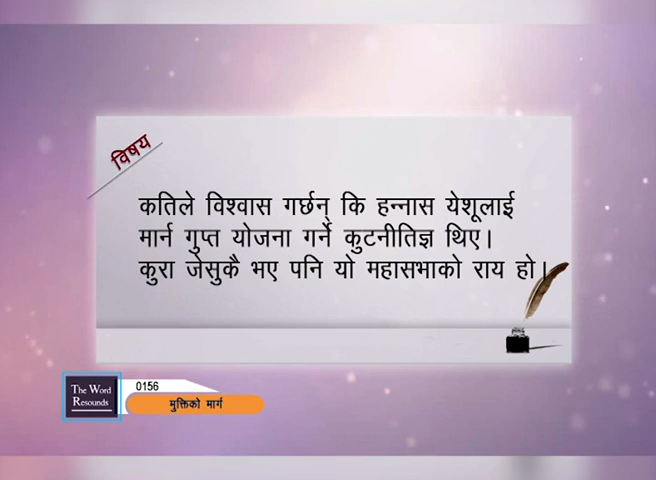 विषय
कतिले विश्वास गर्छन् कि हन्नास येशूलाई
मार्न गुप्त योजना गर्ने कुटनीतिज्ञ थिए।
कुरा जेसुकै भए पनि यो महासभाको राय हो।
The Word
Resounds
0156
मुक्तिको मार्ग